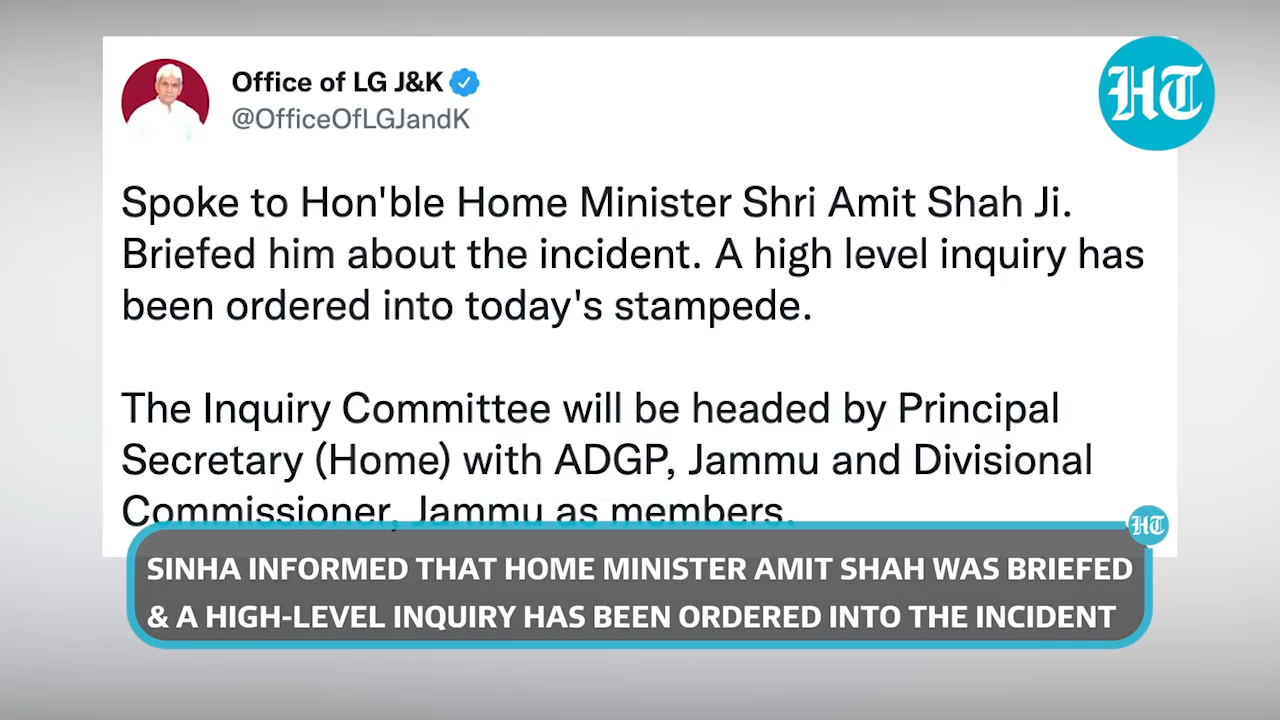 Office of LG J&K
@OfficeOfLGJandK
HT
Spoke to Hon'ble Home Minister Shri Amit Shah Ji.
Briefed him about the incident. A high level inquiry has
been ordered into today's stampede.
The Inquiry Committee will be headed by Principal
Secretary (Home) with ADGP, Jammu and Divisional
Commissioner, Jammu as members.
HT
SINHA INFORMED THAT HOME MINISTER AMIT SHAH WAS BRIEFED
& A HIGH-LEVEL INQUIRY HAS BEEN ORDERED INTO THE INCIDENT